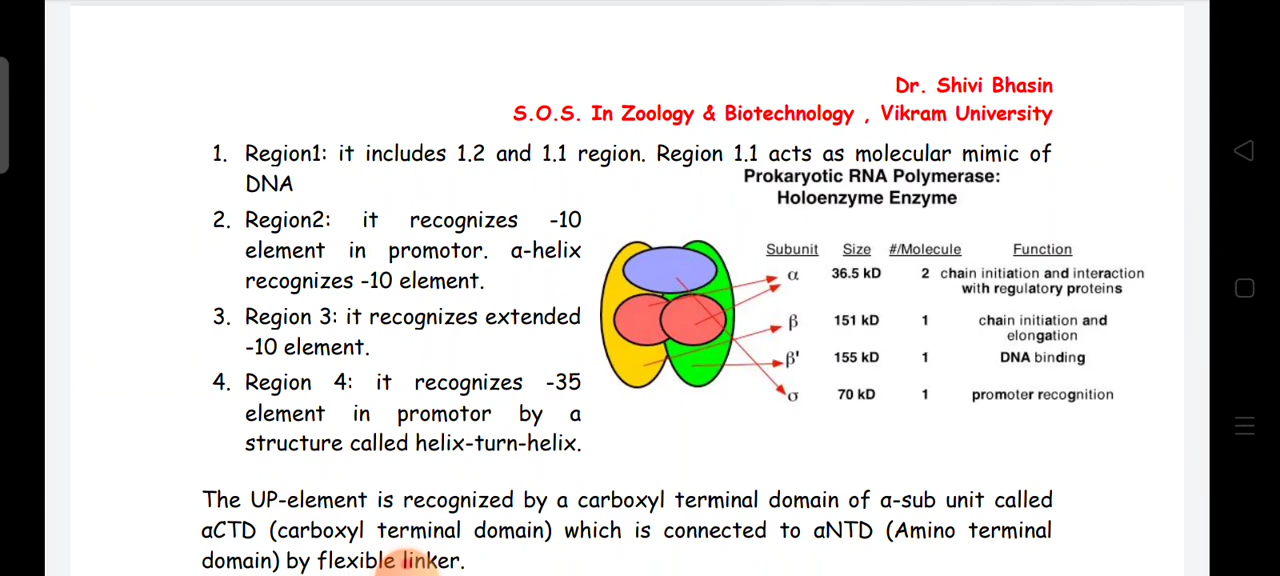 Dr. Shivi Bhasin
S.O.S. In Zoology & Biotechnology , Vikram University
1. Region1: it includes 1.2 and 1.1 region. Region 1.1 acts as molecular mimic of
DNA
2. Region2: it recognizes -10
element in promotor. α-helix
recognizes -10 element.
3. Region 3: it recognizes extended
-10 element.
4. Region 4: it recognizes -35
element in promotor by a
structure called helix-turn-helix.
Prokaryotic RNA Polymerase:
Holoenzyme Enzyme
Subunit Size #/Molecule Function
α 36.5 kD 2 chain initiation and interaction
with regulatory proteins
β 151 kD 1 chain initiation and
elongation
β' 155 kD 1 DNA binding
σ 70 kD 1 promoter recognition
The UP-element is recognized by a carboxyl terminal domain of α-sub unit called
αCTD (carboxyl terminal domain) which is connected to αNTD (Amino terminal
domain) by flexible linker.